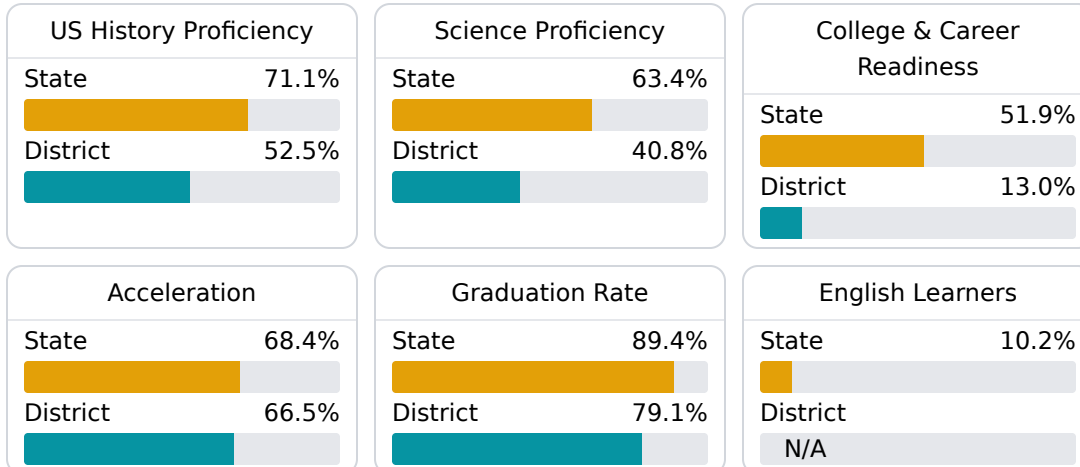 US History Proficiency
State 71.1%
District 52.5%
Science Proficiency
State 63.4%
District 40.8%
College & Career
Readiness
State 51.9%
District 13.0%
Acceleration
State 68.4%
District 66.5%
Graduation Rate
State 89.4%
District 79.1%
English Learners
State 10.2%
District
N/A